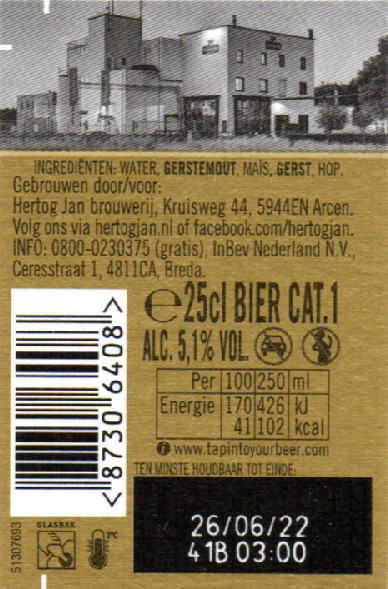 INGREDIËNTEN: WATER, GERSTEMOUT, MAÏS, GERST, HOP.
Gebrouwen door/voor:
Hertog Jan brouwerij, Kruisweg 44, 5944EN Arcen.
Volg ons via hertogjan.nl of facebook.com/hertogjan.
INFO: 0800-0230375 (gratis), InBev Nederland N.V.,
Ceresstraat 1, 4811CA, Breda.
e 25cl BIER CAT.1
ALC. 5,1% VOL.
Per 100 250 ml
Energie 170 426 kJ
41 102 kcal
www.tapintoyourbeer.com
TEN MINSTE HOUDBAAR TOT EINDE:
26/06/22
41B 03:00
< 8730 6408 >
GLASBAK
7°C
51307693